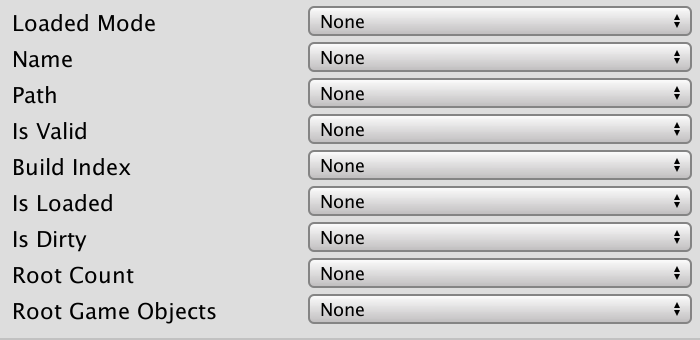 Loaded Mode None
Name None
Path None
Is Valid None
Build Index None
Is Loaded None
Is Dirty None
Root Count None
Root Game Objects None